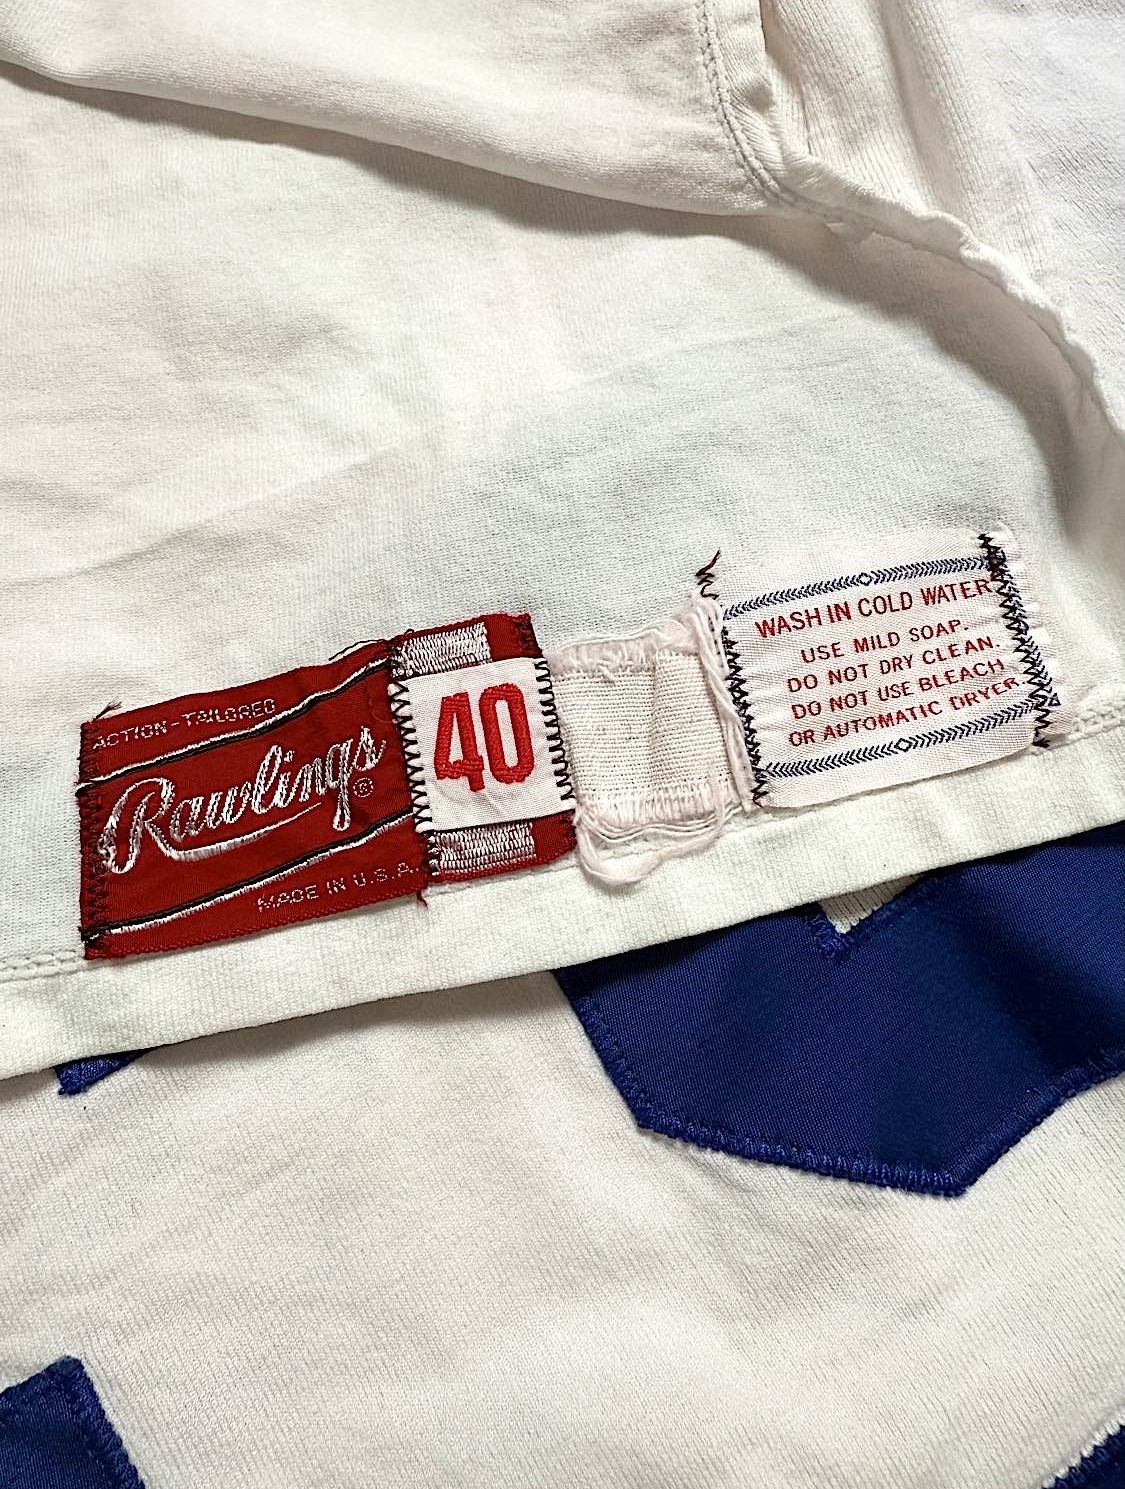 ACTION-TAILORED
Rawlings®
MADE IN U.S.A.
40
WASH IN COLD WATER
USE MILD SOAP.
DO NOT DRY CLEAN.
DO NOT USE BLEACH
OR AUTOMATIC DRYER.